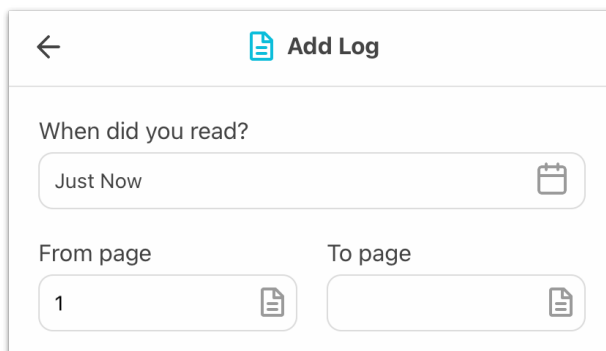 Add Log
When did you read?
Just Now
From page
To page
1